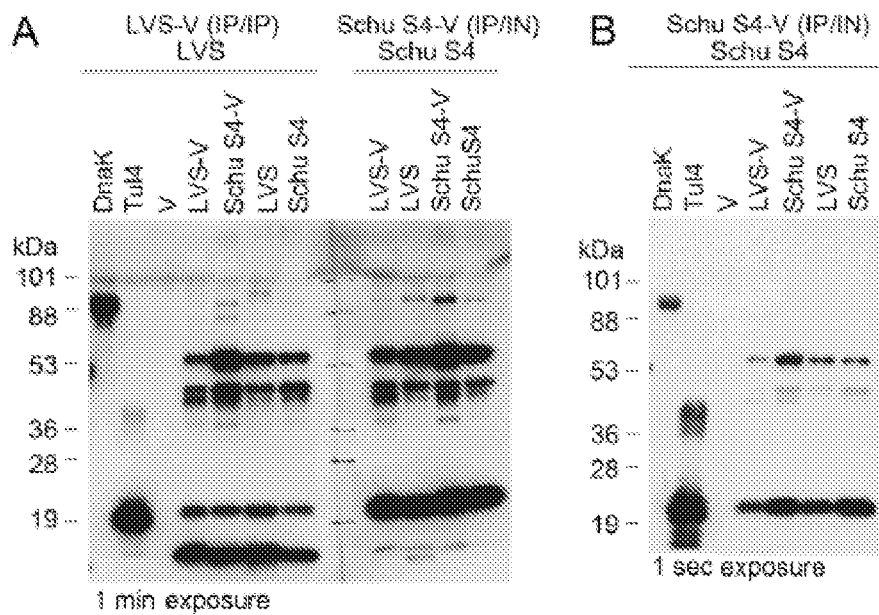 A
LVS-V (IP/IP)
LVS
Schu S4-V (IP/IN)
Schu S4
DnaK
Tul4
V
LVS-V
Schu S4-V
LVS
Schu S4
LVS-V
LVS
Schu S4-V
SchuS4
kDa
101
88
53
36
28
19
1 min exposure
B
Schu S4-V (IP/IN)
Schu S4
DnaK
Tul4
V
LVS-V
Schu S4-V
LVS
Schu S4
kDa
101
88
53
36
28
19
1 sec exposure